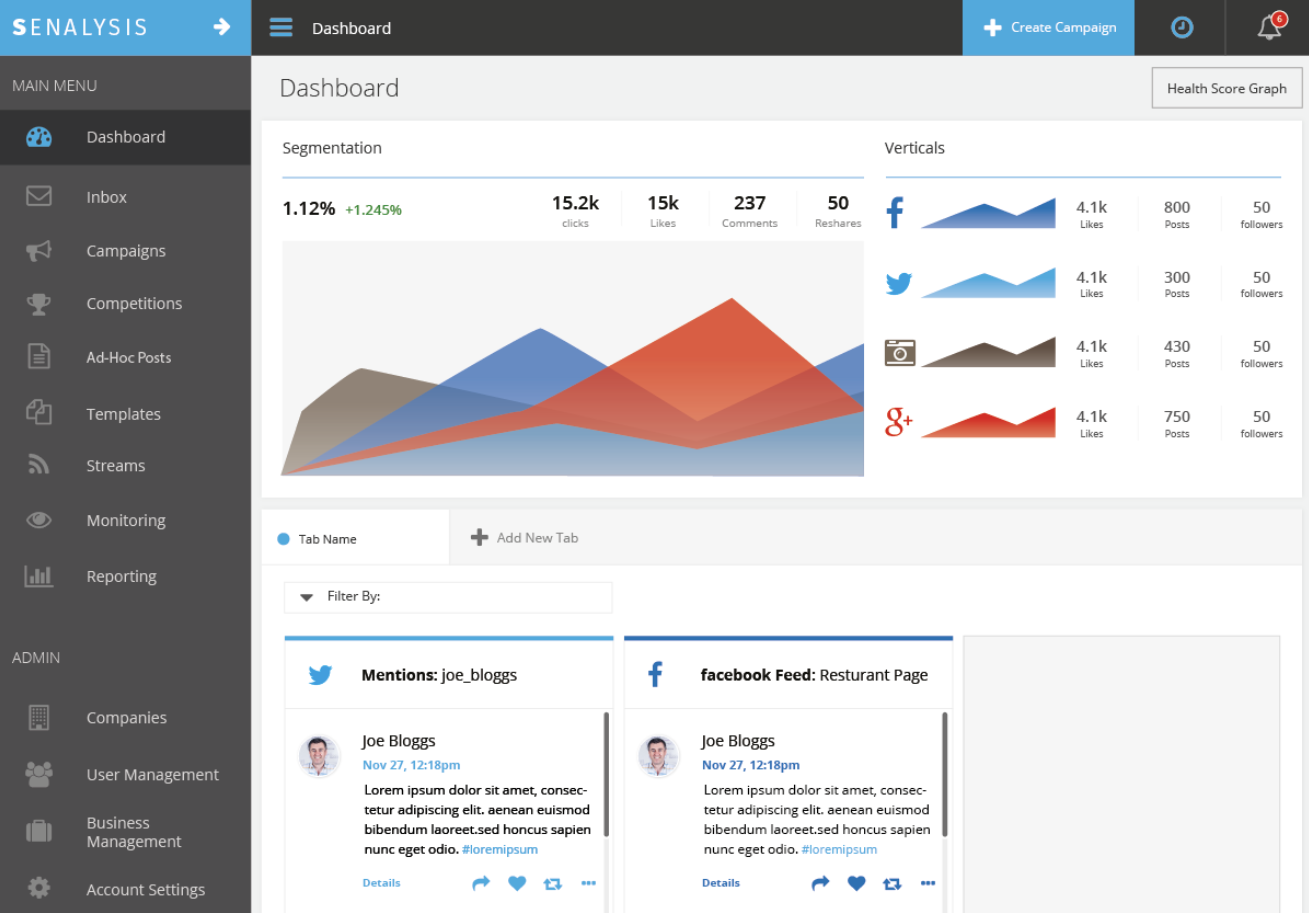 SENALYSIS
Dashboard
Create Campaign
6
MAIN MENU
Dashboard
Inbox
Campaigns
Competitions
Ad-Hoc Posts
Templates
Streams
Monitoring
Reporting
ADMIN
Companies
User Management
Business
Management
Account Settings
Dashboard
Health Score Graph
Segmentation
1.12% +1.245%
15.2k 15k 237 50
clicks Likes Comments Reshares
Verticals
4.1k 800 50
Likes Posts followers
4.1k 300 50
Likes Posts followers
4.1k 430 50
Likes Posts followers
g+ 4.1k 750 50
Likes Posts followers
Tab Name
Add New Tab
Filter By:
Mentions: joe_bloggs
Joe Bloggs
Nov 27, 12:18pm
Lorem ipsum dolor sit amet, consec-
tetur adipiscing elit. aenean euismod
bibendum laoreet.sed honcus sapien
nunc eget odio. #loremipsum
Details
facebook Feed: Resturant Page
Joe Bloggs
Nov 27, 12:18pm
Lorem ipsum dolor sit amet, consec-
tetur adipiscing elit. aenean euismod
bibendum laoreet.sed honcus sapien
nunc eget odio. #loremipsum
Details